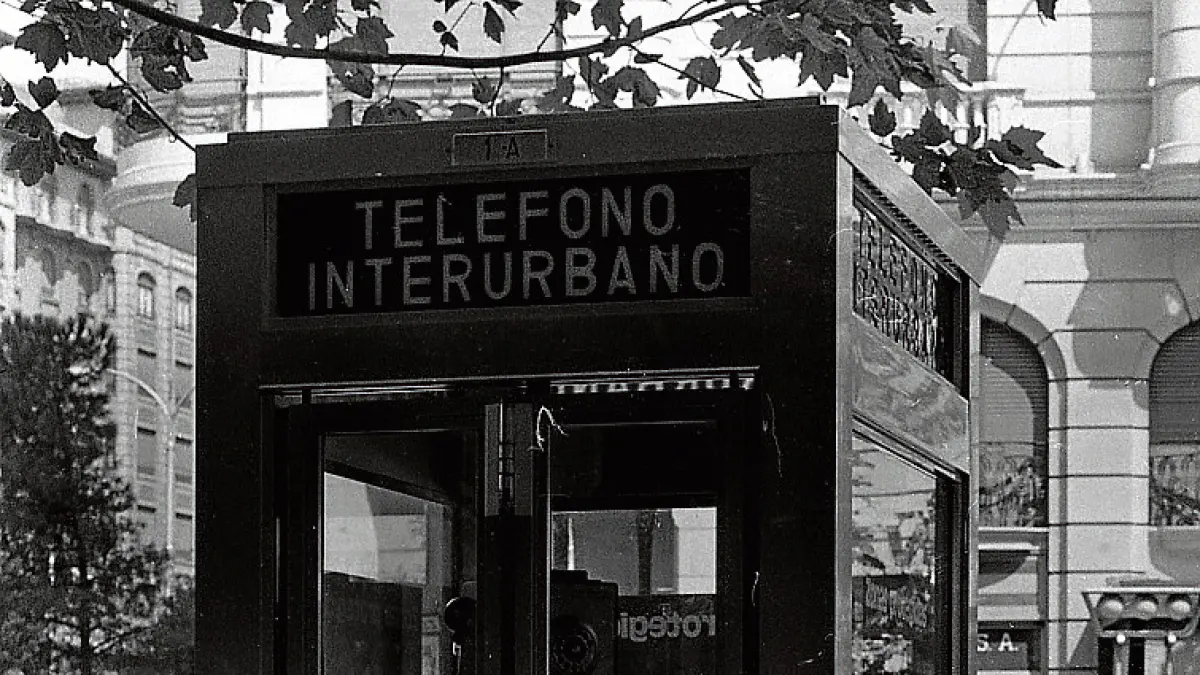 1-A
TELEFONO
INTERURBANO
rotegi
S. A.